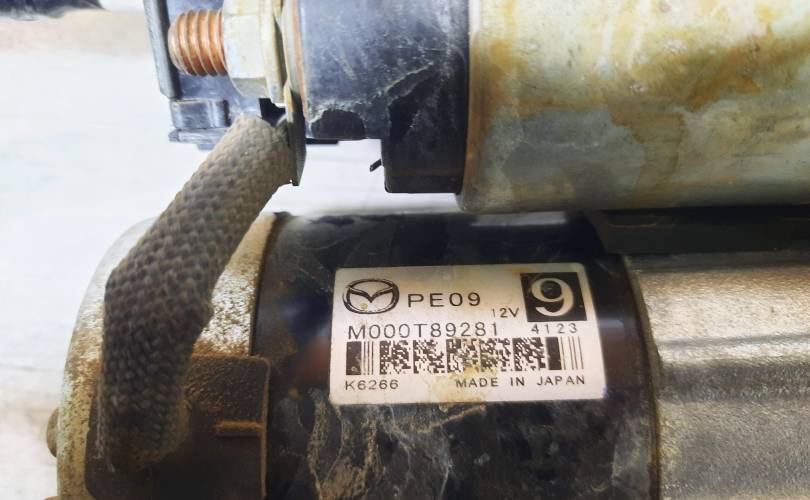 PE09 12V 9
M000T89281 4123
K6266 MADE IN JAPAN